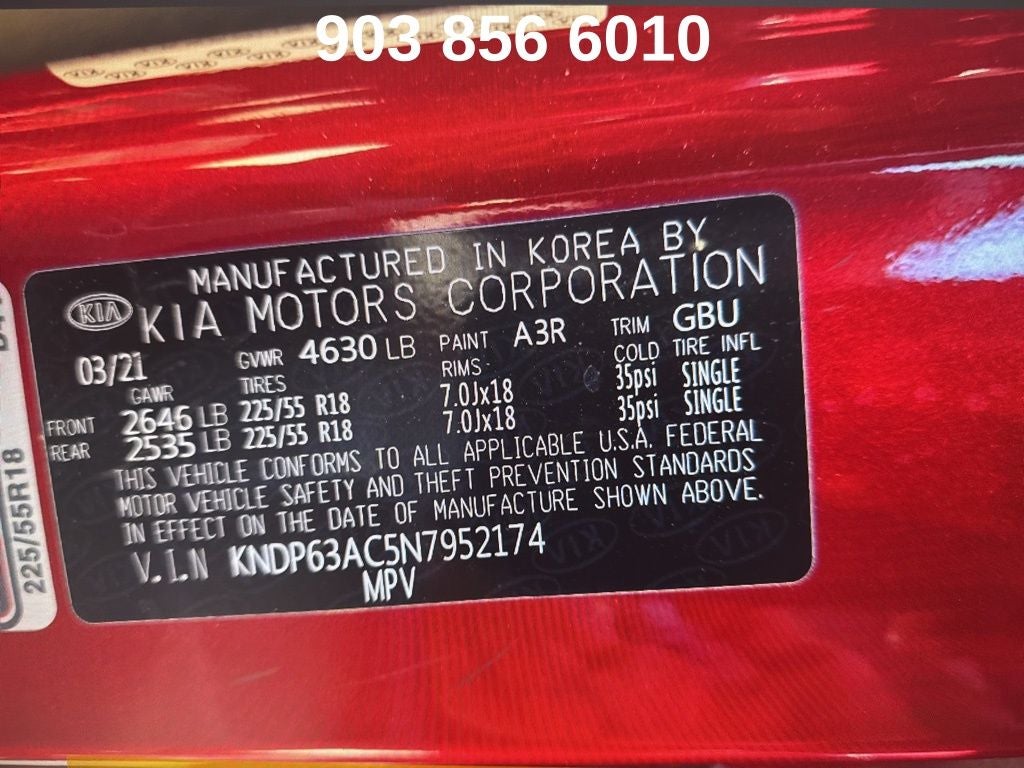 903 856 6010
MANUFACTURED IN KOREA BY
KIA KIA MOTORS CORPORATION
03/21 GVWR 4630 LB PAINT A3R TRIM GBU
GAWR TIRES RIMS COLD TIRE INFL
FRONT 2646 LB 225/55 R18 7.0Jx18 35psi SINGLE
REAR 2535 LB 225/55 R18 7.0Jx18 35psi SINGLE
THIS VEHICLE CONFORMS TO ALL APPLICABLE U.S.A. FEDERAL
MOTOR VEHICLE SAFETY AND THEFT PREVENTION STANDARDS
IN EFFECT ON THE DATE OF MANUFACTURE SHOWN ABOVE.
V.I.N KNDP63AC5N7952174
MPV
225/55R18